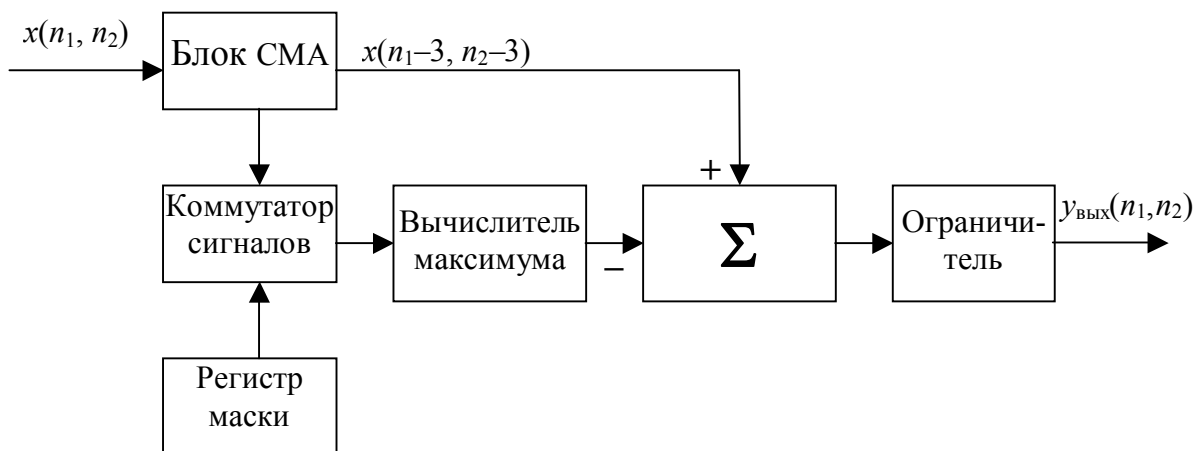 x(n₁, n₂)
Блок СМА
x(n₁–3, n₂–3)
+
Коммутатор
сигналов
Вычислитель
максимума
–
Σ
Ограничи-
тель
yвых(n₁,n₂)
Регистр
маски